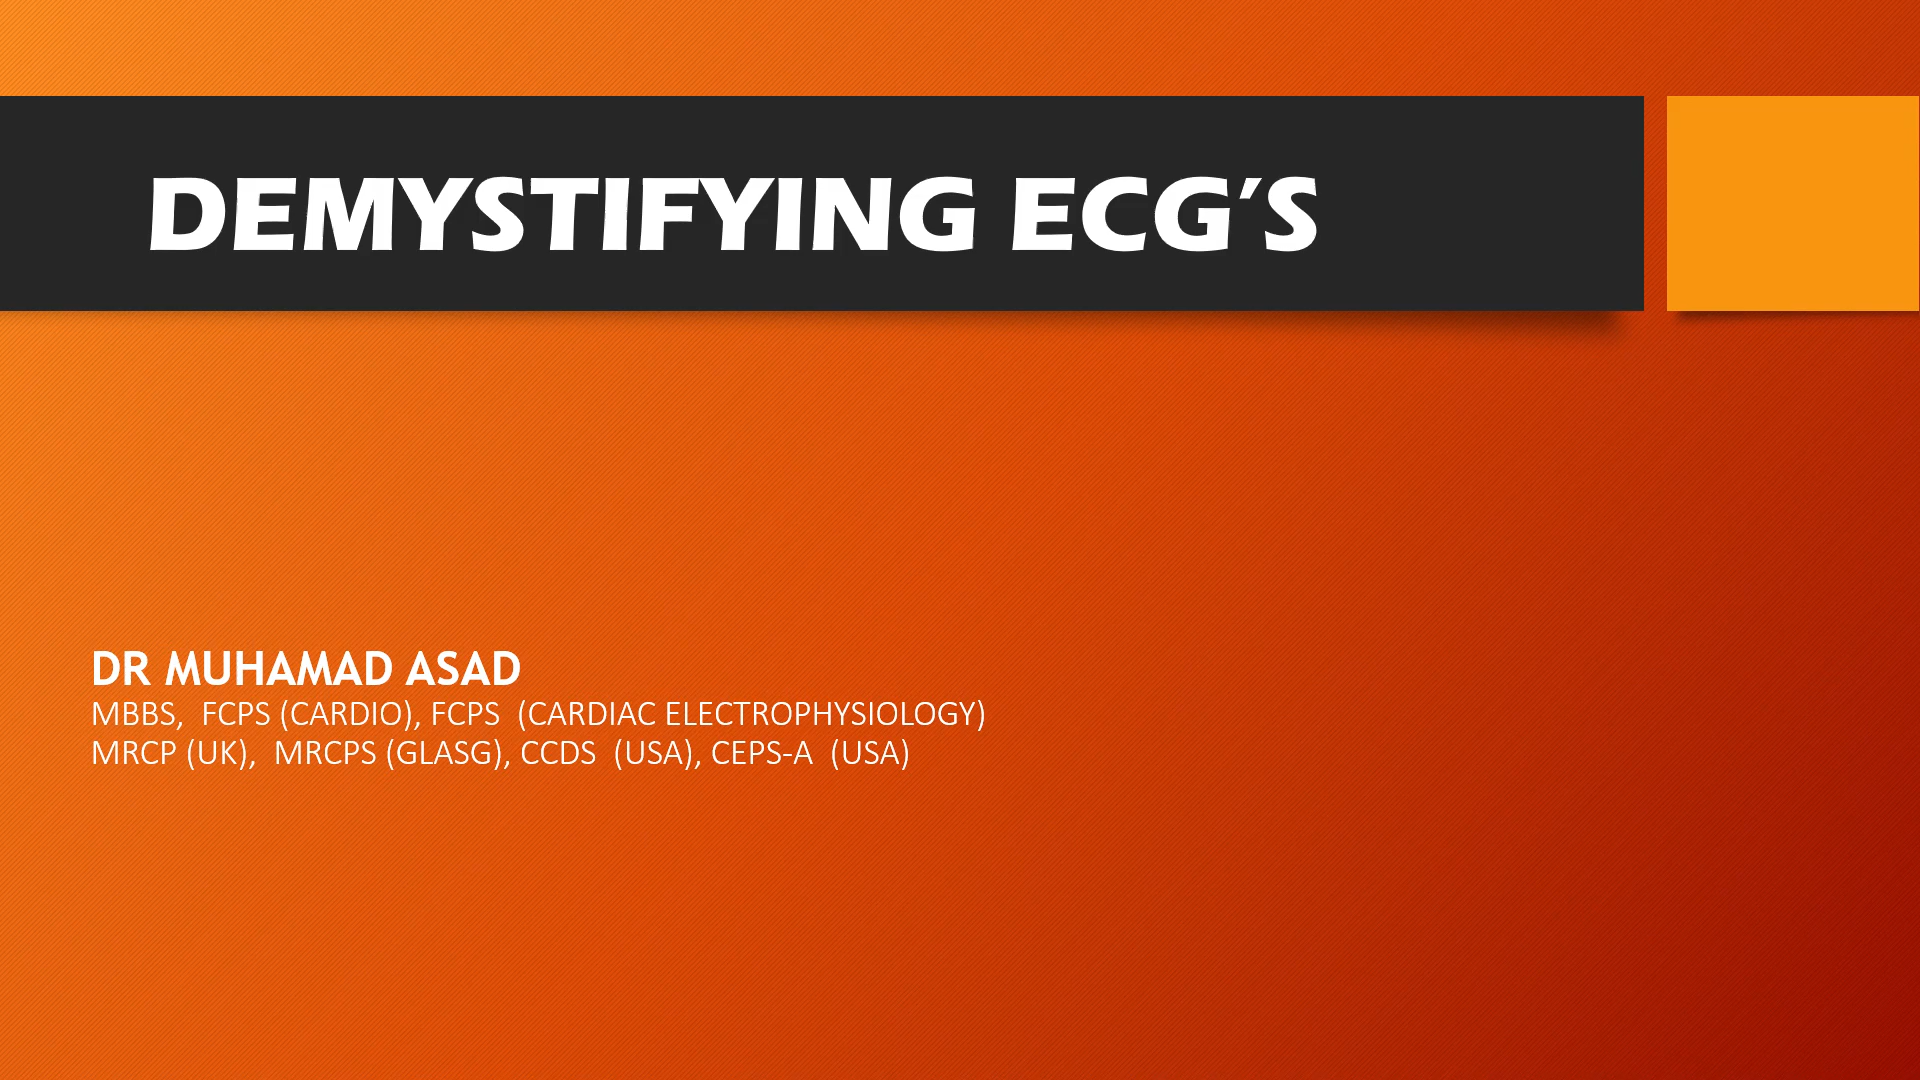 DEMYSTIFYING ECG’S
DR MUHAMAD ASAD
MBBS,  FCPS (CARDIO), FCPS  (CARDIAC ELECTROPHYSIOLOGY)
MRCP (UK),  MRCPS (GLASG), CCDS  (USA), CEPS-A  (USA)